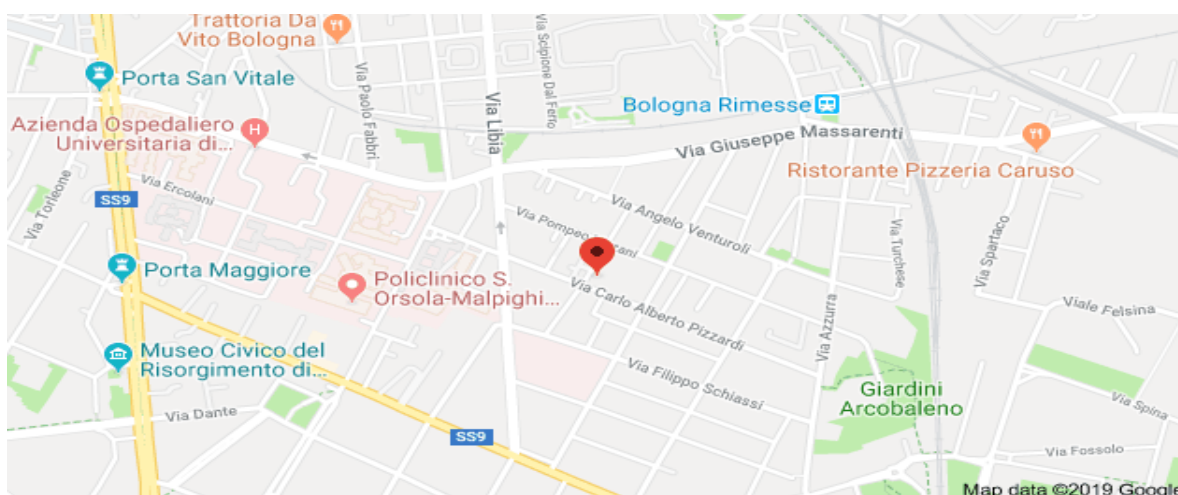 Trattoria Da
Vito Bologna
Porta San Vitale
Via Paolo Fabbri
Via Libia
Via Scipione Dal Ferro
Bologna Rimesse
Azienda Ospedaliero
Universitaria di...
Via Giuseppe Massarenti
Ristorante Pizzeria Caruso
Via Torleone
Via Ercolani
SS9
Via Angelo Venturoli
Via Pompeo
Via Turchese
Via Spartaco
Porta Maggiore
Policlinico S.
Orsola-Malpighi...
Via Carlo Alberto Pizzardi
Via Azzurra
Viale Felsina
Museo Civico del
Risorgimento di...
Via Filippo Schiassi
Giardini
Arcobaleno
Via Dante
Via Spina
SS9
Via Fossolo
Map data ©2019 Google